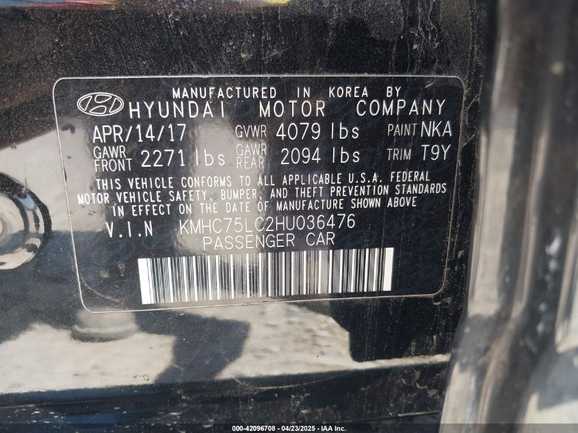 MANUFACTURED IN KOREA BY
HYUNDAI MOTOR COMPANY
APR/14/17 GVWR 4079 lbs PAINT NKA
GAWR FRONT 2271 lbs GAWR REAR 2094 lbs TRIM T9Y
THIS VEHICLE CONFORMS TO ALL APPLICABLE U.S.A. FEDERAL
MOTOR VEHICLE SAFETY, BUMPER, AND THEFT PREVENTION STANDARDS
IN EFFECT ON THE DATE OF MANUFACTURE SHOWN ABOVE.
V.I.N KMHC75LC2HU036476
PASSENGER CAR
000-42096708 - 04/23/2025 - IAA Inc.